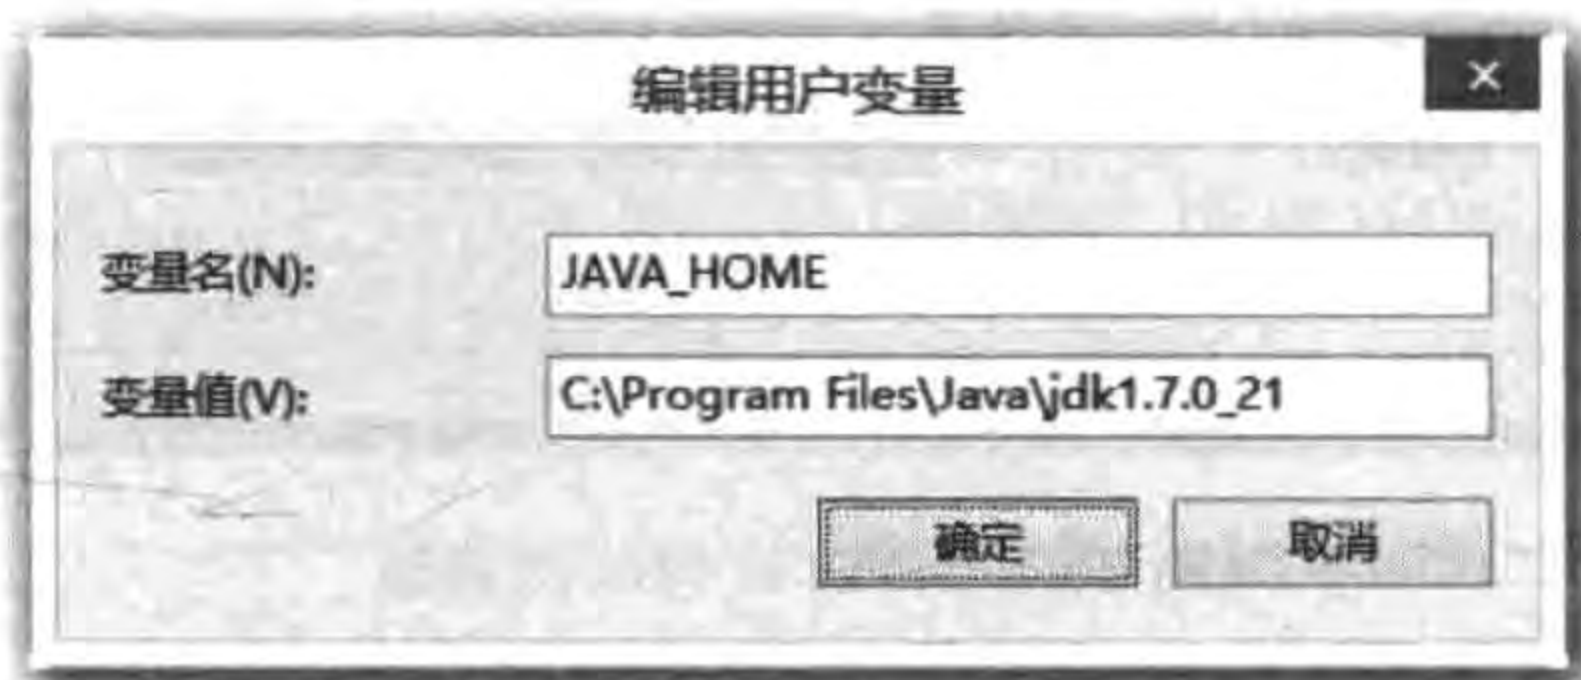 编辑用户变量
×
变量名(N): JAVA_HOME
变量值(V): C:\Program Files\Java\jdk1.7.0_21
确定 取消